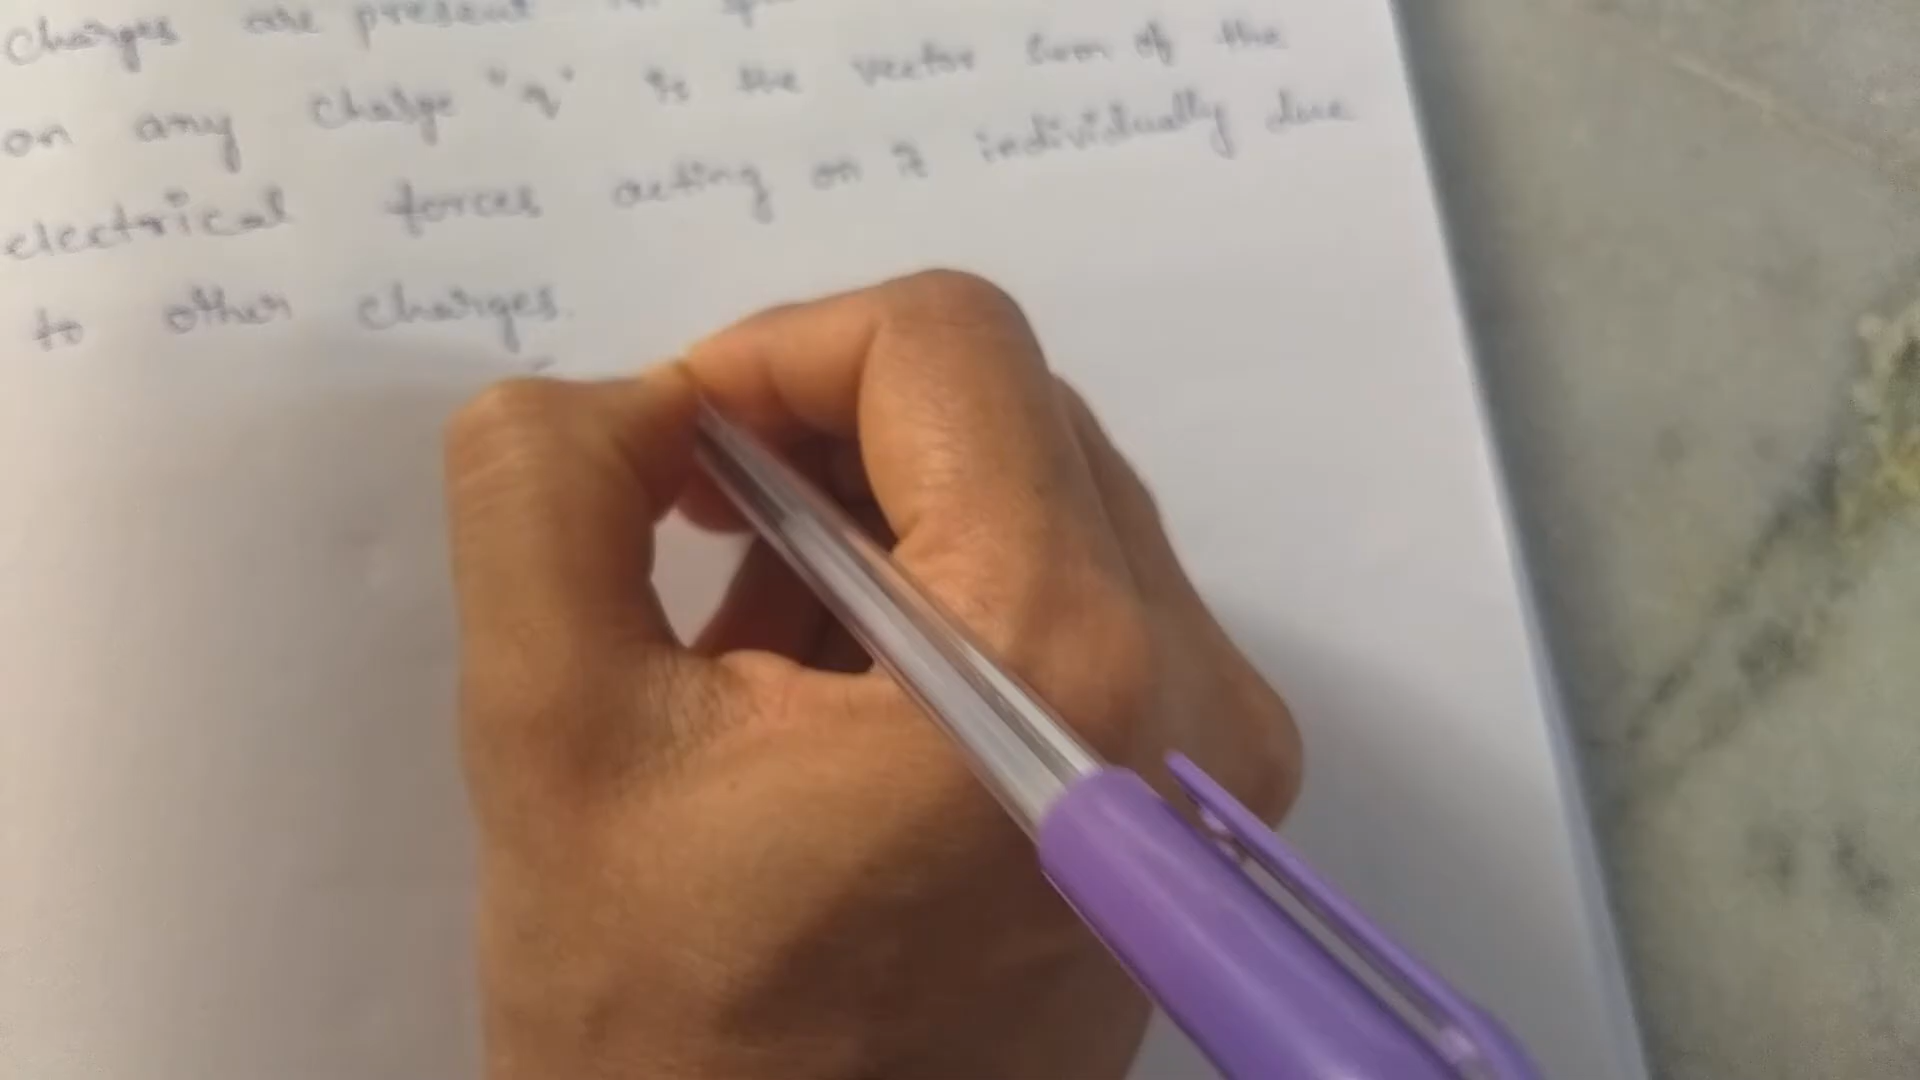 charges are present in
on any charge "q" is the vector sum of the
electrical forces acting on it individually due
to other charges.